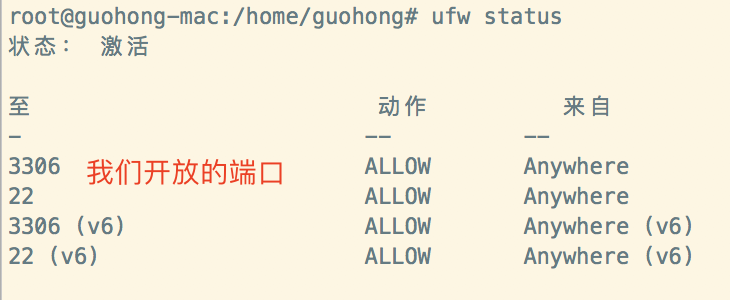 root@guohong-mac:/home/guohong# ufw status
状态： 激活
至 动作 来自
- -- --
3306 我们开放的端口 ALLOW Anywhere
22 ALLOW Anywhere
3306 (v6) ALLOW Anywhere (v6)
22 (v6) ALLOW Anywhere (v6)